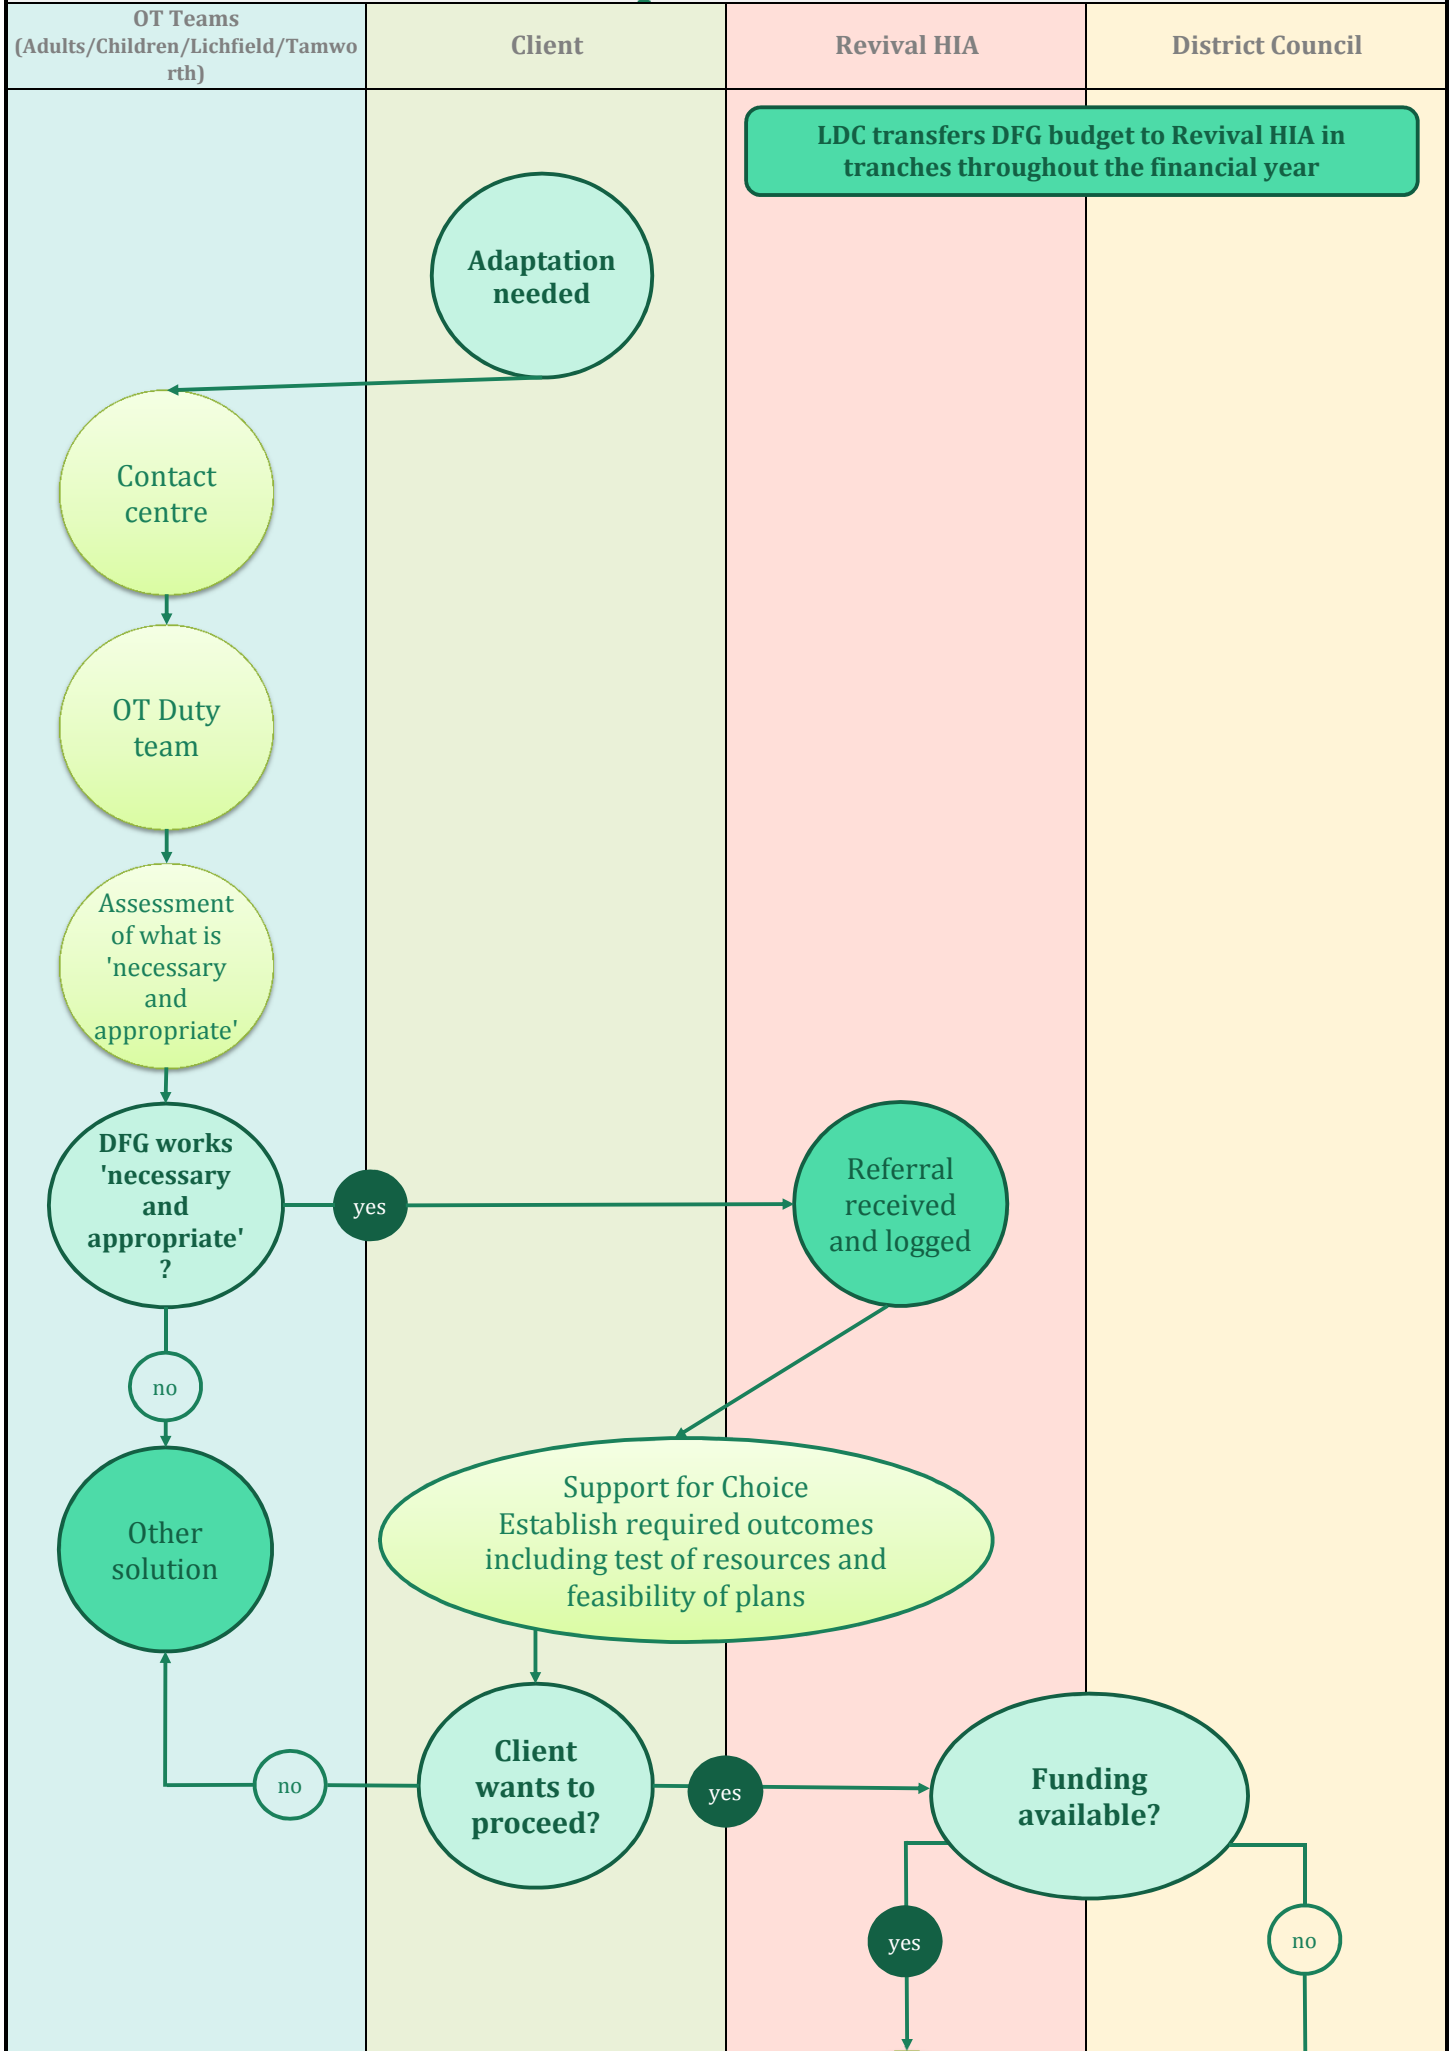 OT Teams
(Adults/Children/Lichfield/Tamwo
rth)
Client
Revival HIA
District Council
LDC transfers DFG budget to Revival HIA in
tranches throughout the financial year
Adaptation
needed
Contact
centre
OT Duty
team
Assessment
of what is
'necessary
and
appropriate'
DFG works
'necessary
and
appropriate'
?
yes
Referral
received
and logged
no
Other
solution
Support for Choice
Establish required outcomes
including test of resources and
feasibility of plans
Client
wants to
proceed?
no
yes
Funding
available?
yes
no